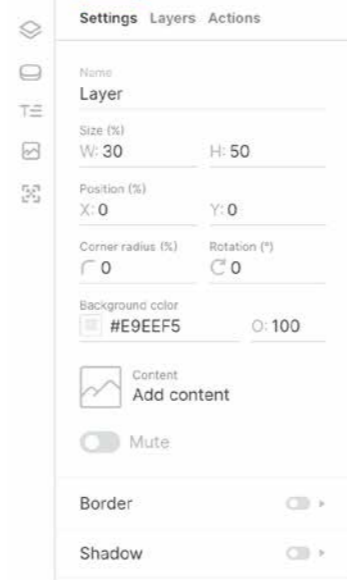 Settings Layers Actions
Name
Layer
Size (%)
W: 30 H: 50
Position (%)
X: 0 Y: 0
Corner radius (%) Rotation (°)
0 0
Background color
#E9EEF5 O: 100
Content
Add content
Mute
Border
Shadow